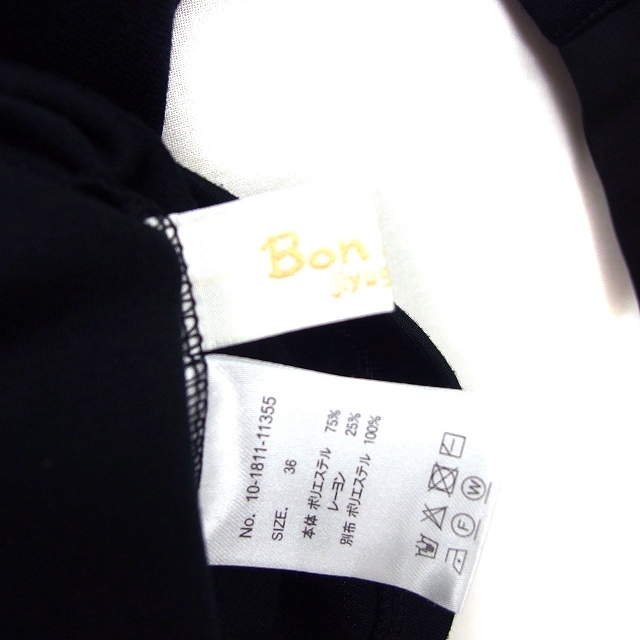 Bon
jiyu
No. 10-1811-11355
SIZE. 36
本体 ポリエステル 75%
レーヨン 25%
別布 ポリエステル 100%
W
F